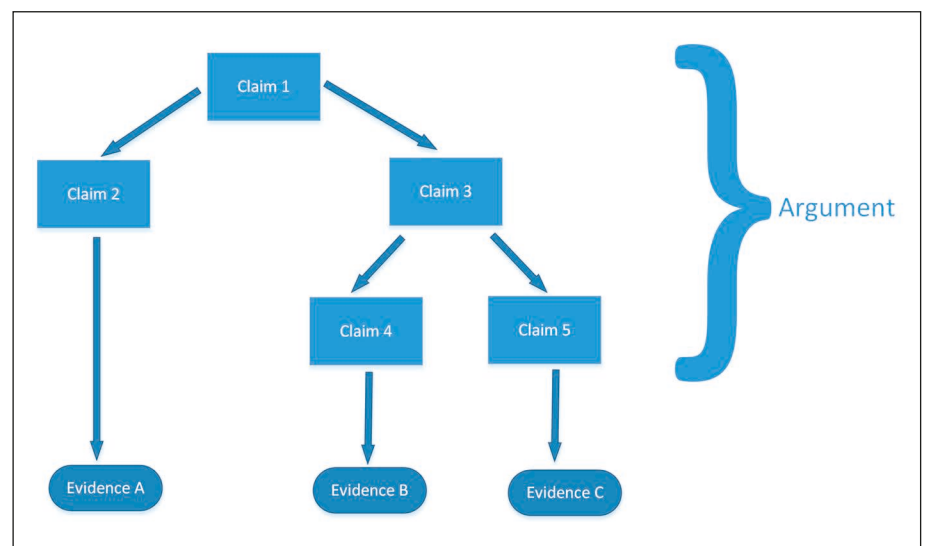 Claim 1
Claim 2
Claim 3
Argument
Claim 4
Claim 5
Evidence A
Evidence B
Evidence C